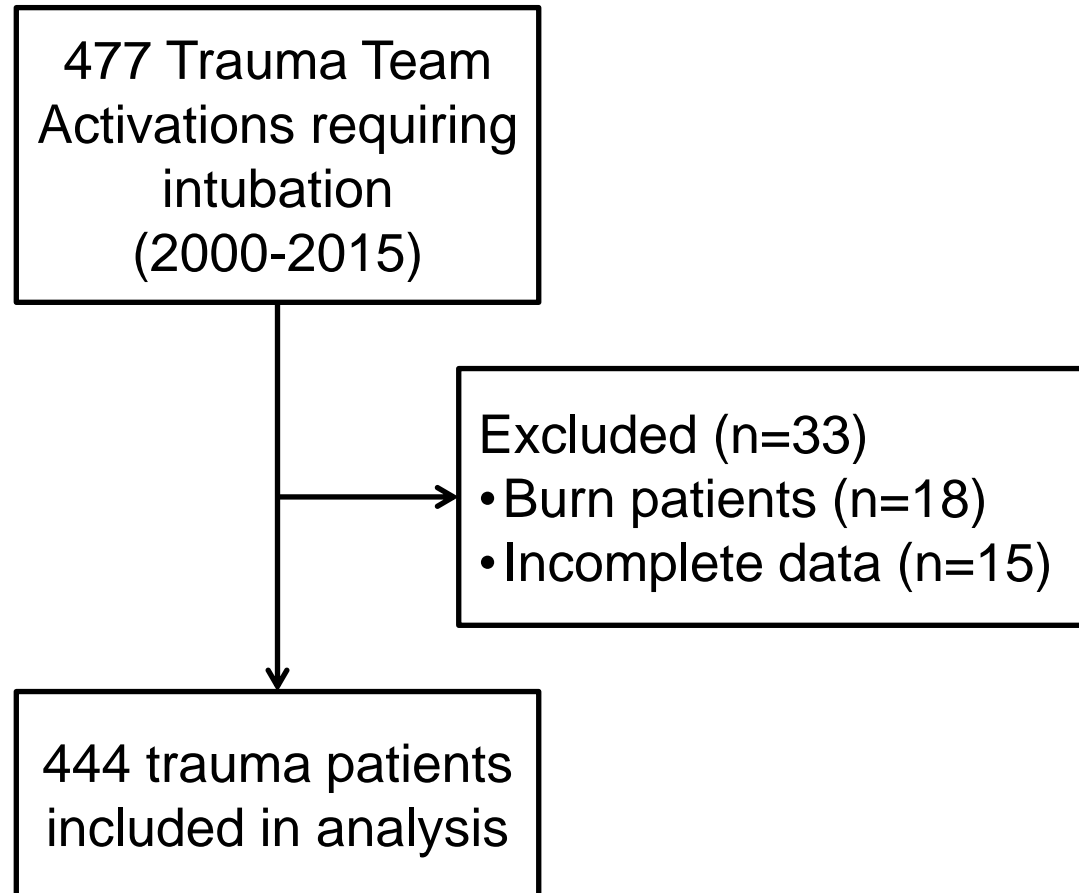 477 Trauma Team
Activations requiring
intubation
(2000-2015)
Excluded (n=33)
•Burn patients (n=18)
•Incomplete data (n=15)
444 trauma patients
included in analysis